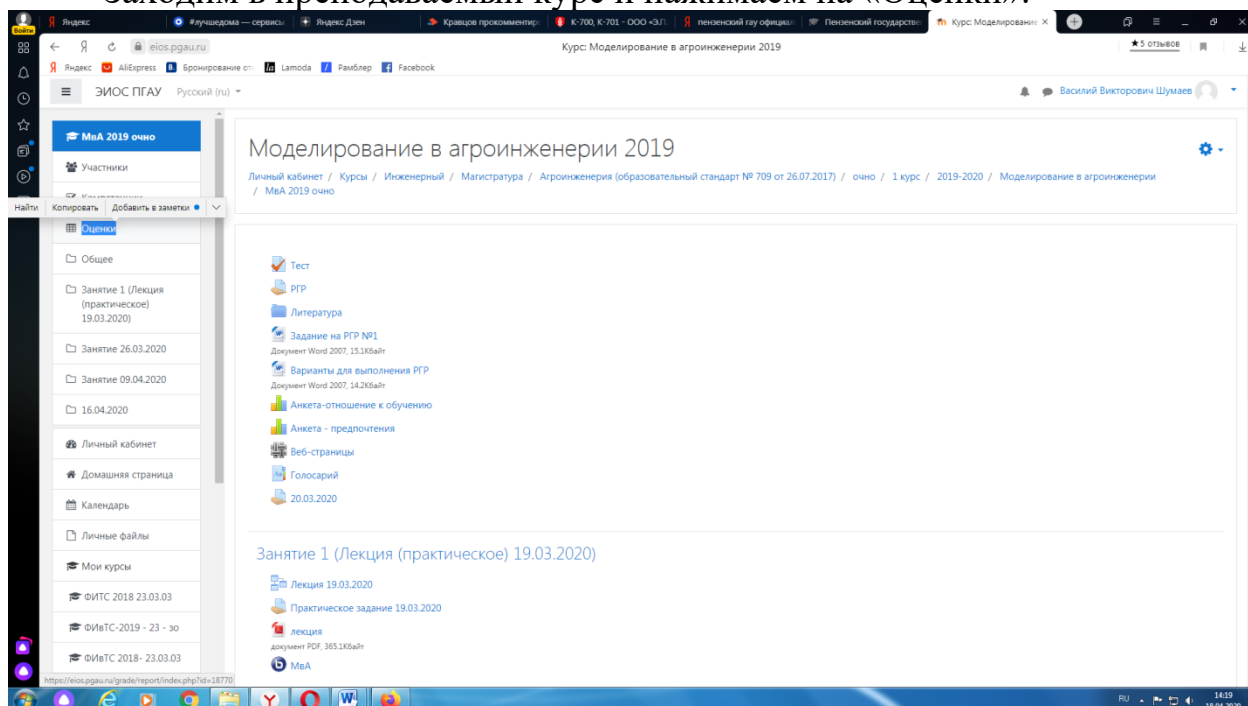 Заходим в преподаваемый курс и нажимаем на «Оценки».
Войти
Яндекс
#лучшедома — сервисы
Яндекс Дзен
Кравцов прокомментир
К-700, К-701 - ООО «З.П.
пензенский гау официал
Пензенский государстве
Курс: Моделирование
eios.pgau.ru
Курс: Моделирование в агроинженерии 2019
★ 5 отзывов
Яндекс
AliExpress
Бронирование оте
Lamoda
Рамблер
Facebook
ЭИОС ПГАУ
Русский (ru)
Василий Викторович Шумаев
МвА 2019 очно
Участники
Найти
Копировать
Добавить в заметки
Оценки
Общее
Занятие 1 (Лекция
(практическое)
19.03.2020)
Занятие 26.03.2020
Занятие 09.04.2020
16.04.2020
Личный кабинет
Домашняя страница
Календарь
Личные файлы
Мои курсы
ФИТС 2018 23.03.03
ФИвТС-2019 - 23 - зо
ФИвТС 2018- 23.03.03
https://eios.pgau.ru/grade/report/index.php?id=18770
Моделирование в агроинженерии 2019
Личный кабинет / Курсы / Инженерный / Магистратура / Агроинженерия (образовательный стандарт № 709 от 26.07.2017) / очно / 1 курс / 2019-2020 / Моделирование в агроинженерии
/ МвА 2019 очно
Тест
РГР
Литература
Задание на РГР №1
Документ Word 2007, 15.1Кбайт
Варианты для выполнения РГР
Документ Word 2007, 14.2Кбайт
Анкета-отношение к обучению
Анкета - предпочтения
Веб-страницы
Голосарий
20.03.2020
Занятие 1 (Лекция (практическое) 19.03.2020)
Лекция 19.03.2020
Практическое задание 19.03.2020
лекция
документ PDF, 365.1Кбайт
МвА
RU
14:19
18.04.2020